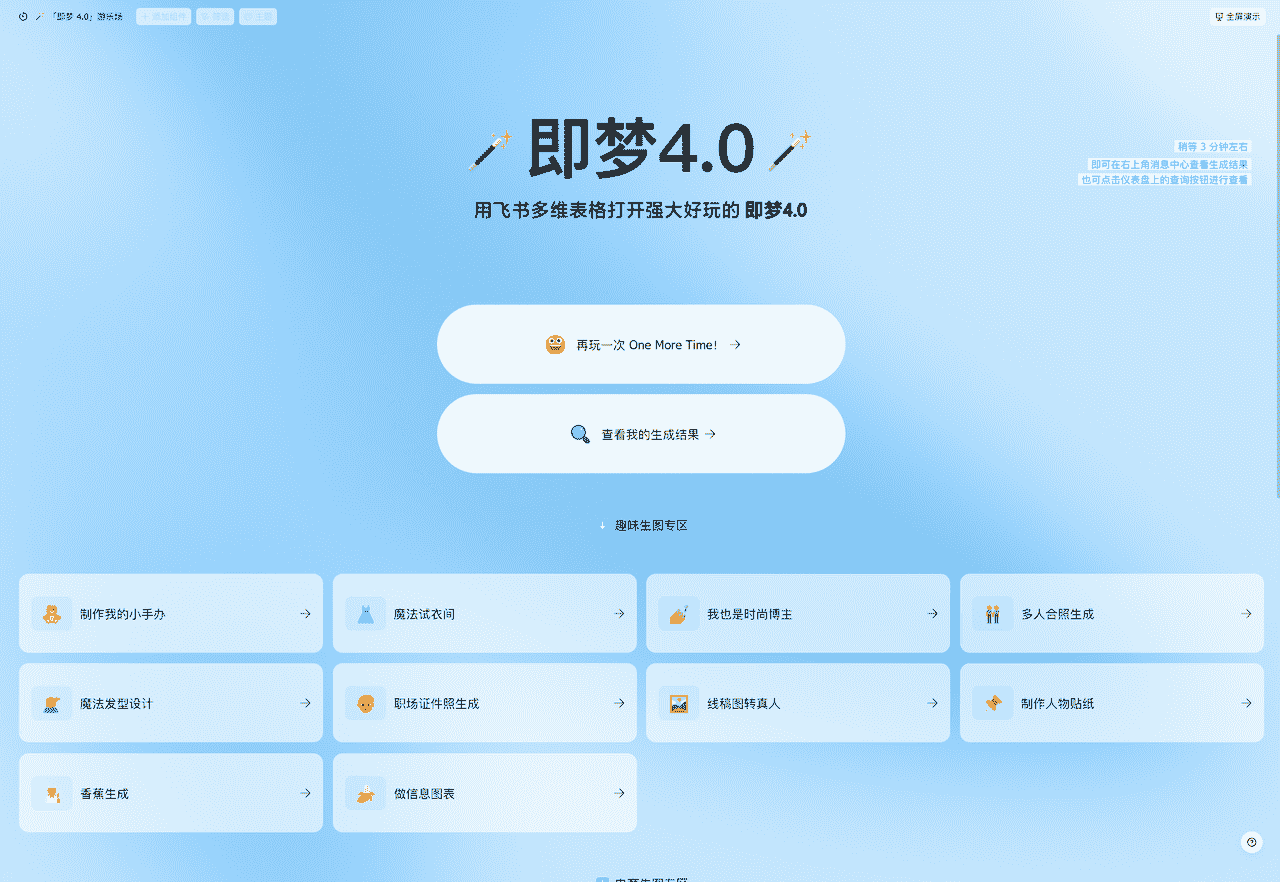 「即梦 4.0」游乐场
添加组件
主题
全屏演示
即梦4.0
用飞书多维表格打开强大好玩的 即梦4.0
稍等 3 分钟左右
即可在右上角消息中心查看生成结果
也可点击仪表盘上的查询按钮进行查看
再玩一次 One More Time！
查看我的生成结果
趣味生图专区
制作我的小手办
魔法试衣间
我也是时尚博主
多人合照生成
魔法发型设计
职场证件照生成
线稿图转真人
制作人物贴纸
香蕉生成
做信息图表